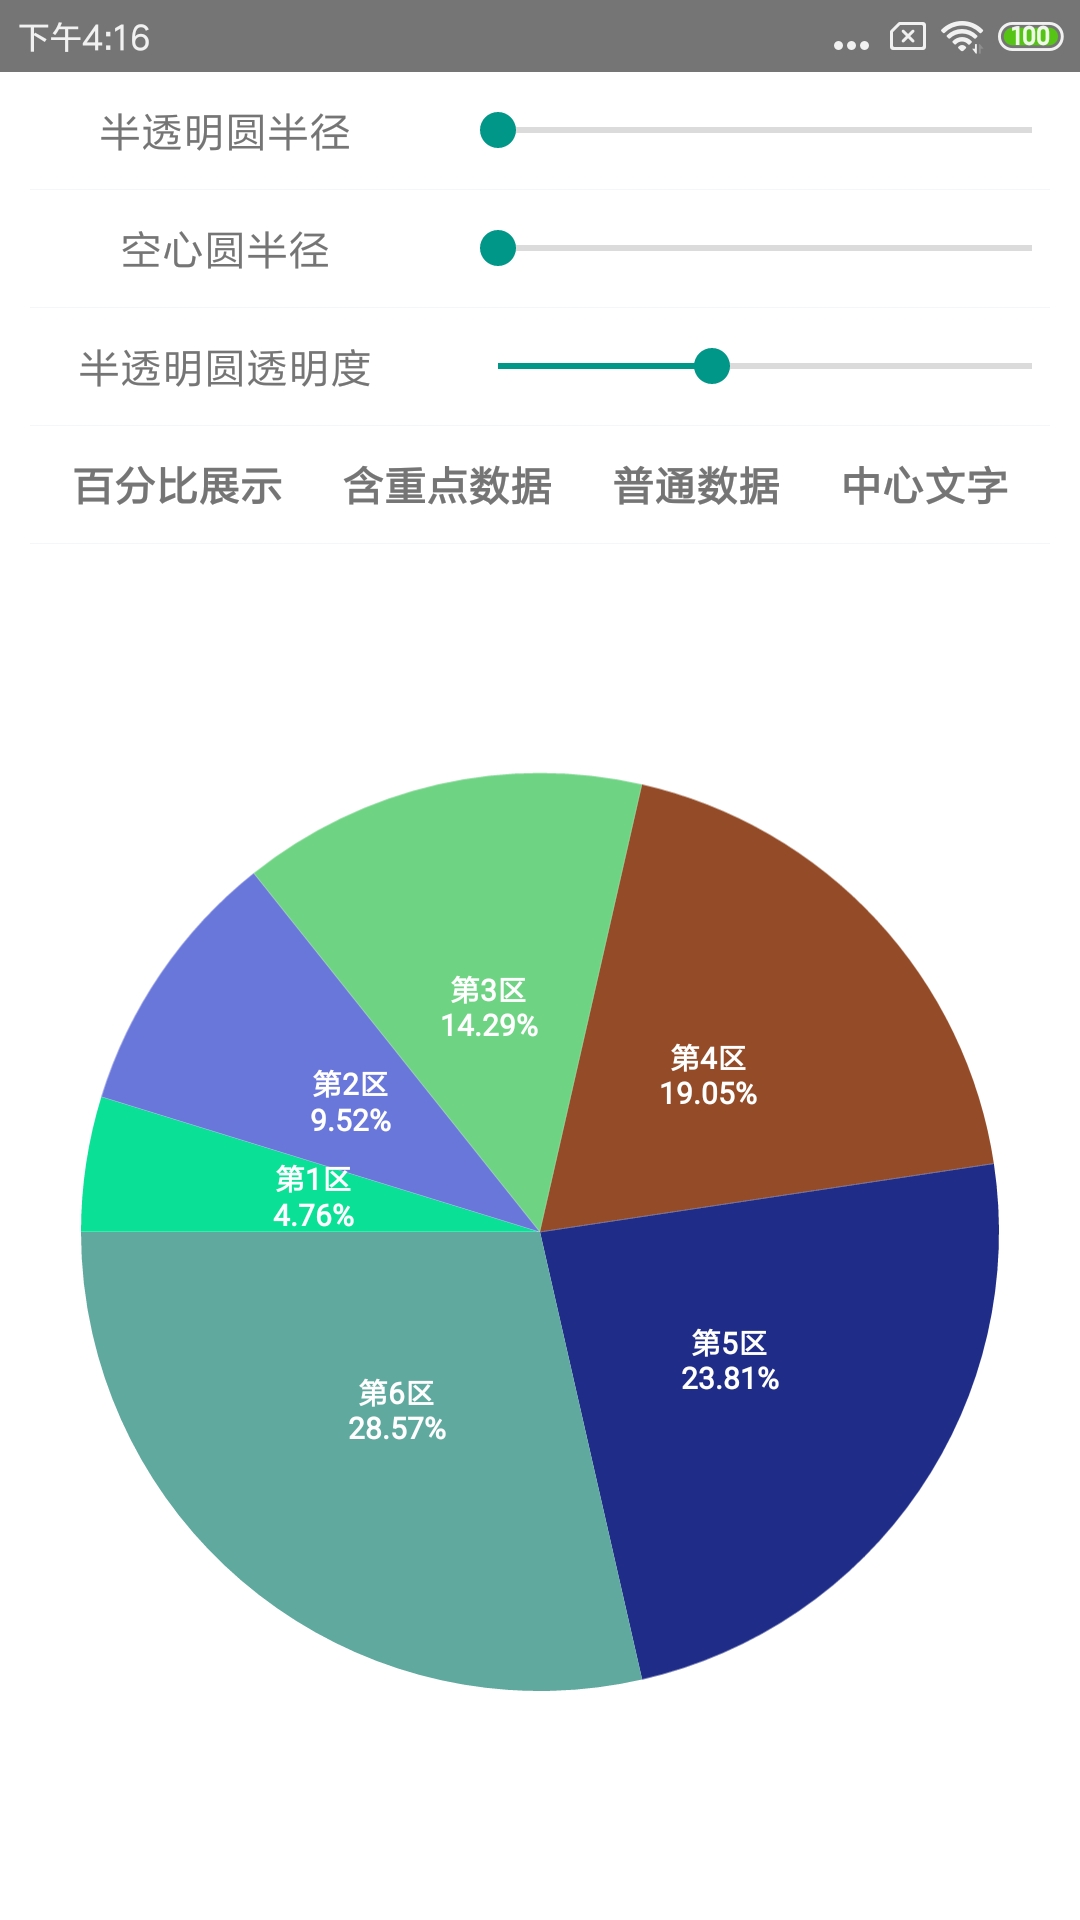 下午4:16
100
半透明圆半径
空心圆半径
半透明圆透明度
百分比展示 含重点数据 普通数据 中心文字
第3区
14.29%
第4区
19.05%
第2区
9.52%
第1区
4.76%
第5区
23.81%
第6区
28.57%